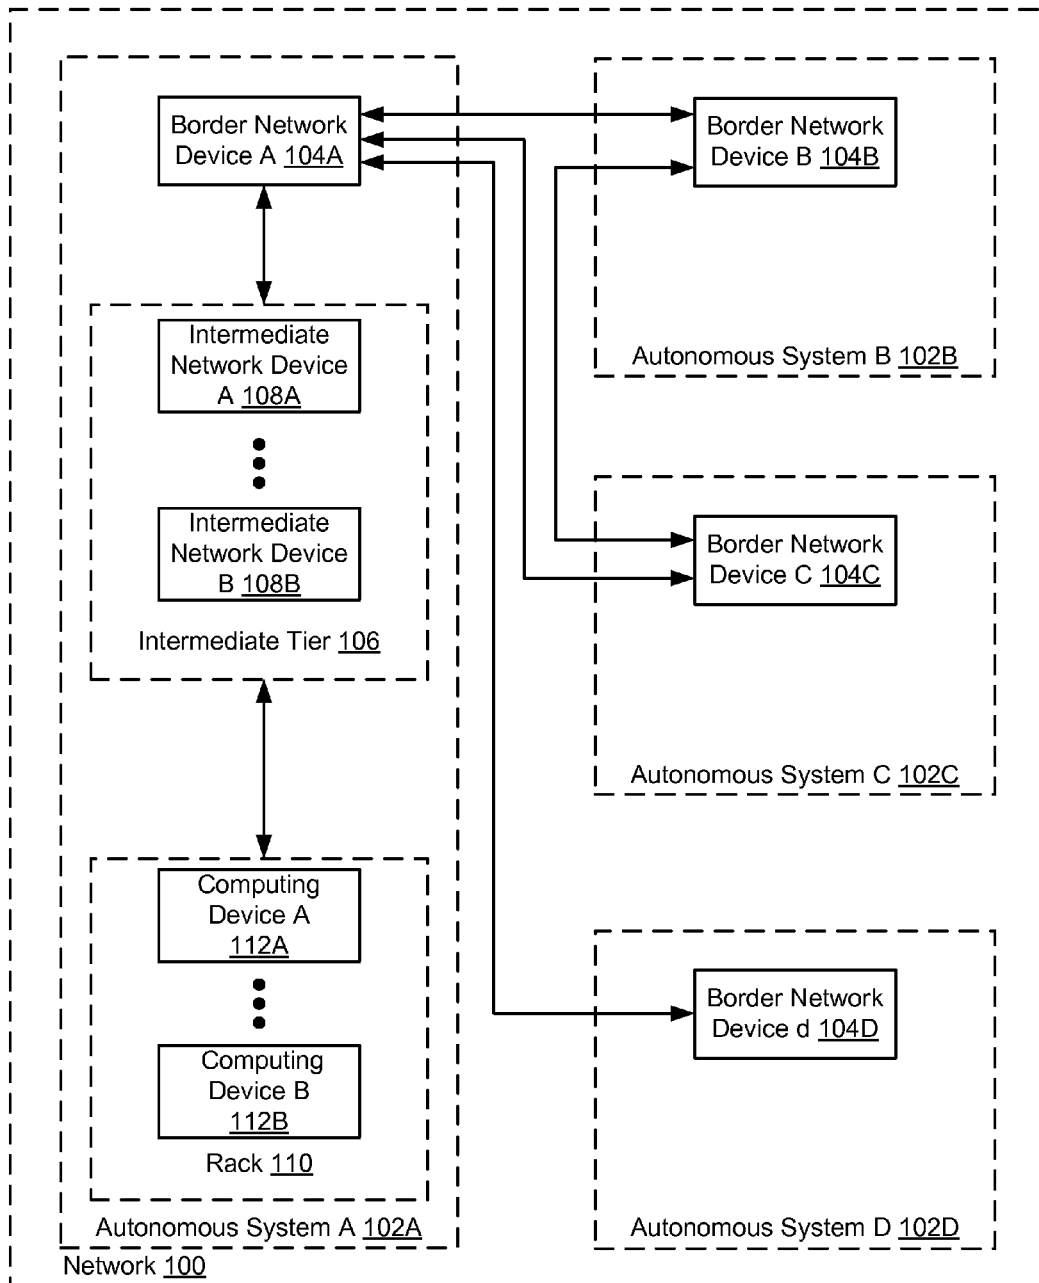 Border Network
Device A 104A
Intermediate
Network Device
A 108A
Intermediate
Network Device
B 108B
Intermediate Tier 106
Computing
Device A
112A
Computing
Device B
112B
Rack 110
Autonomous System A 102A
Border Network
Device B 104B
Autonomous System B 102B
Border Network
Device C 104C
Autonomous System C 102C
Border Network
Device d 104D
Autonomous System D 102D
Network 100